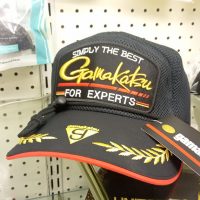 SIMPLY THE BEST
Gamakatsu
FOR EXPERTS
G